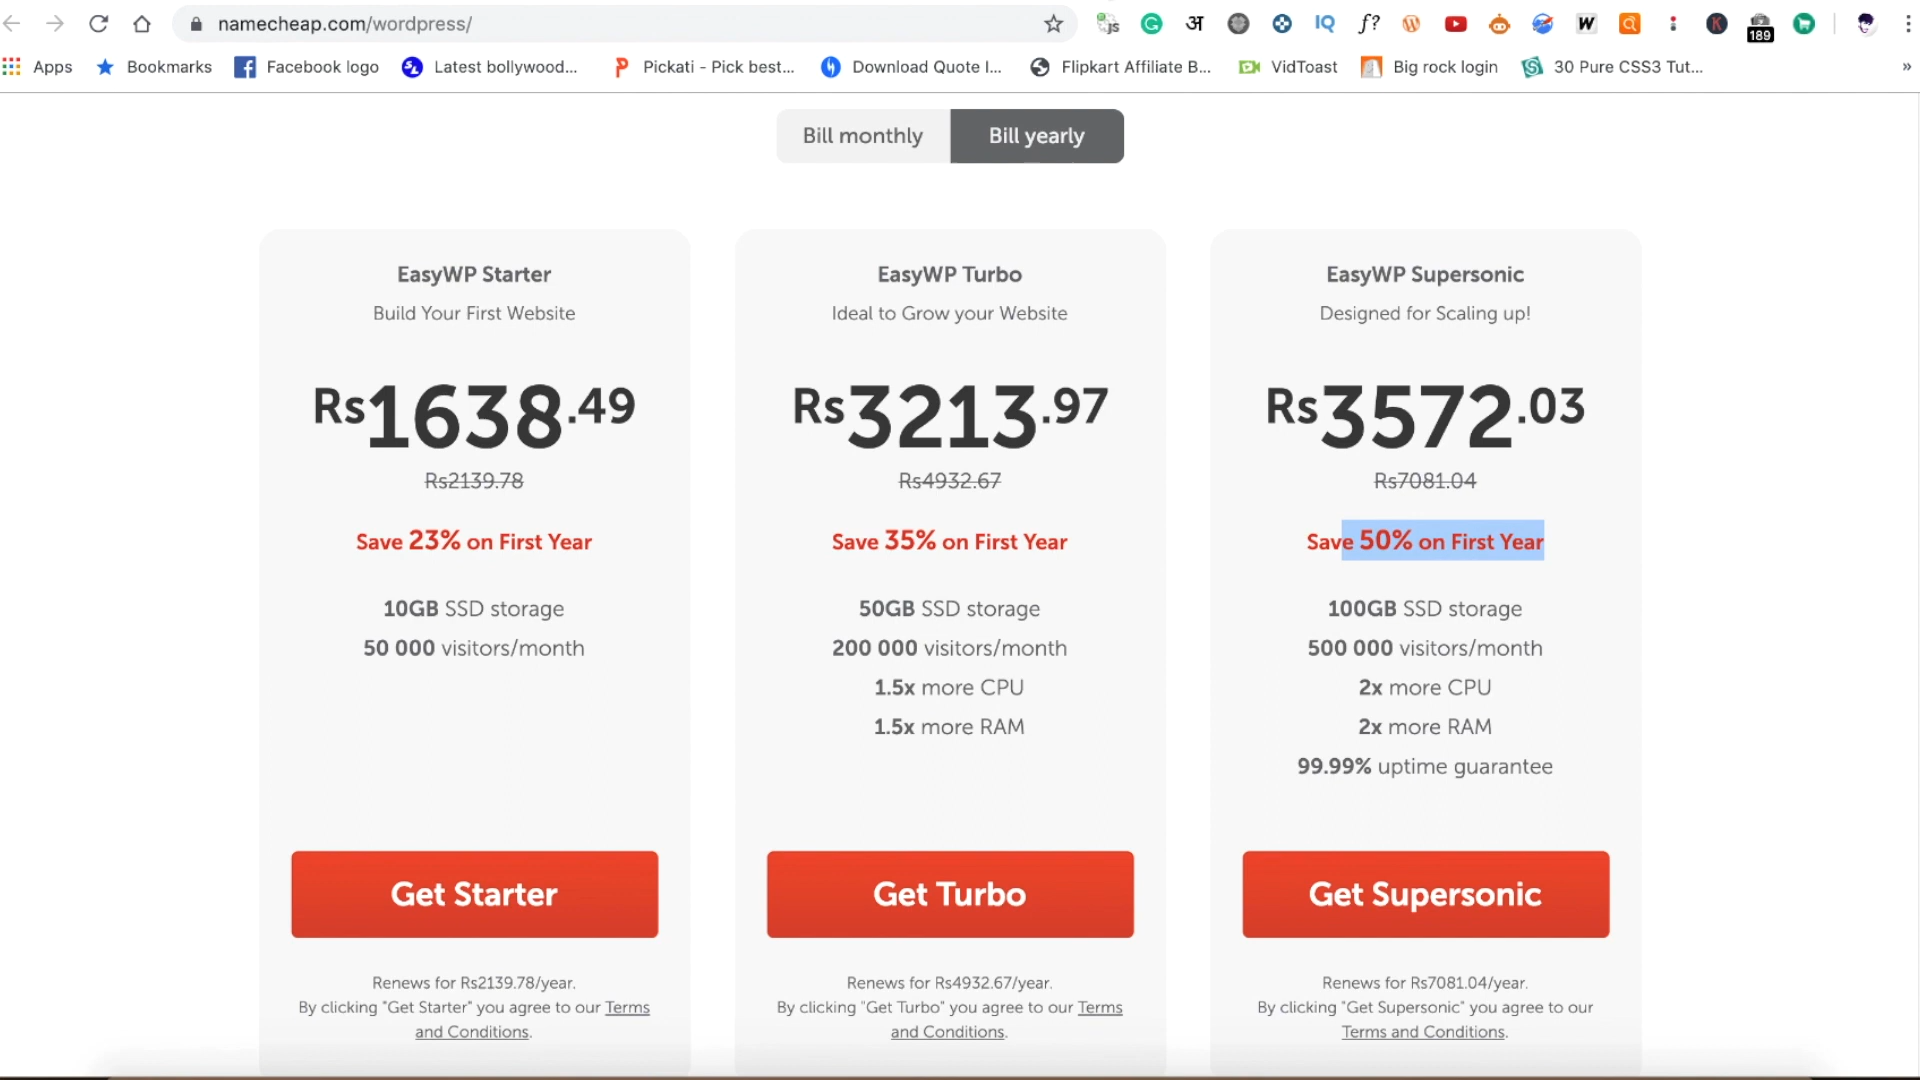 namecheap.com/wordpress/
अ
IQ
f?
W
189
K
Apps
Bookmarks
Facebook logo
Latest bollywood...
Pickati - Pick best...
Download Quote I...
Flipkart Affiliate B...
VidToast
Big rock login
30 Pure CSS3 Tut...
»
Bill monthly
Bill yearly
EasyWP Starter
Build Your First Website
Rs1638.49
Rs2139.78
Save 23% on First Year
10GB SSD storage
50 000 visitors/month
Get Starter
Renews for Rs2139.78/year.
By clicking "Get Starter" you agree to our Terms
and Conditions.
EasyWP Turbo
Ideal to Grow your Website
Rs3213.97
Rs4932.67
Save 35% on First Year
50GB SSD storage
200 000 visitors/month
1.5x more CPU
1.5x more RAM
Get Turbo
Renews for Rs4932.67/year.
By clicking "Get Turbo" you agree to our Terms
and Conditions.
EasyWP Supersonic
Designed for Scaling up!
Rs3572.03
Rs7081.04
Save 50% on First Year
100GB SSD storage
500 000 visitors/month
2x more CPU
2x more RAM
99.99% uptime guarantee
Get Supersonic
Renews for Rs7081.04/year.
By clicking "Get Supersonic" you agree to our
Terms and Conditions.